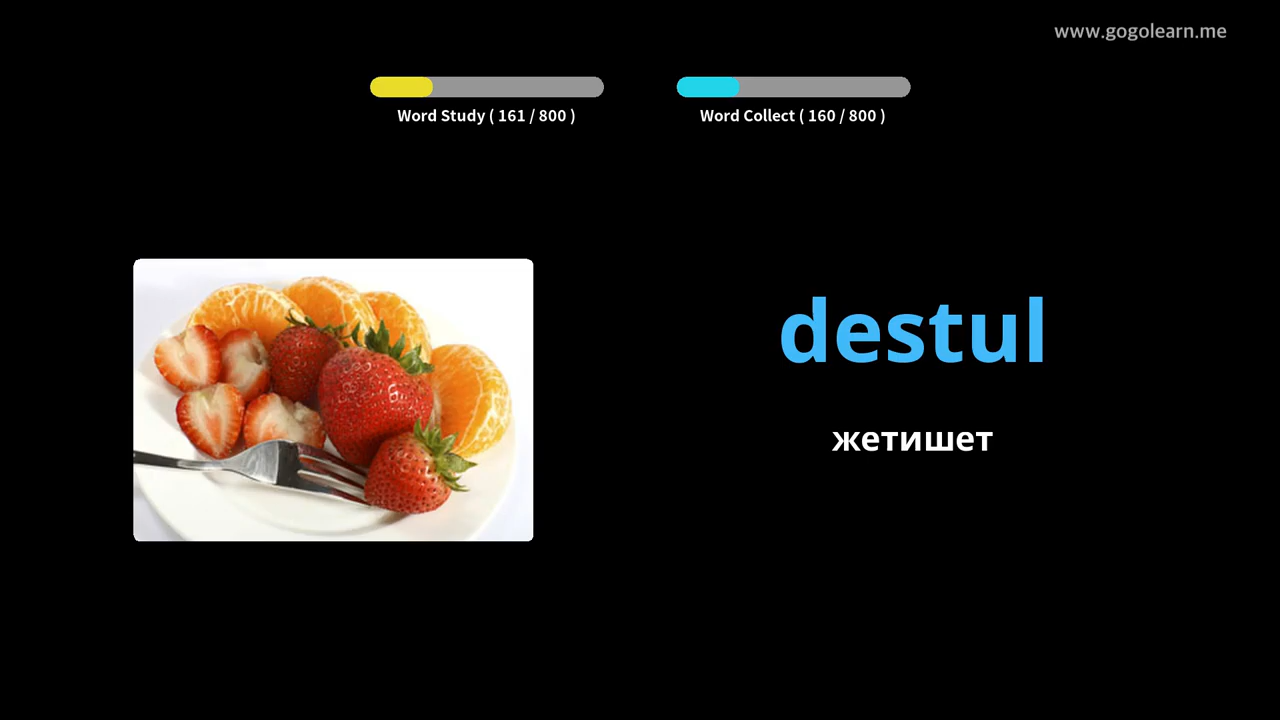 www.gogolearn.me
Word Study ( 161 / 800 )
Word Collect ( 160 / 800 )
destul
жетишет